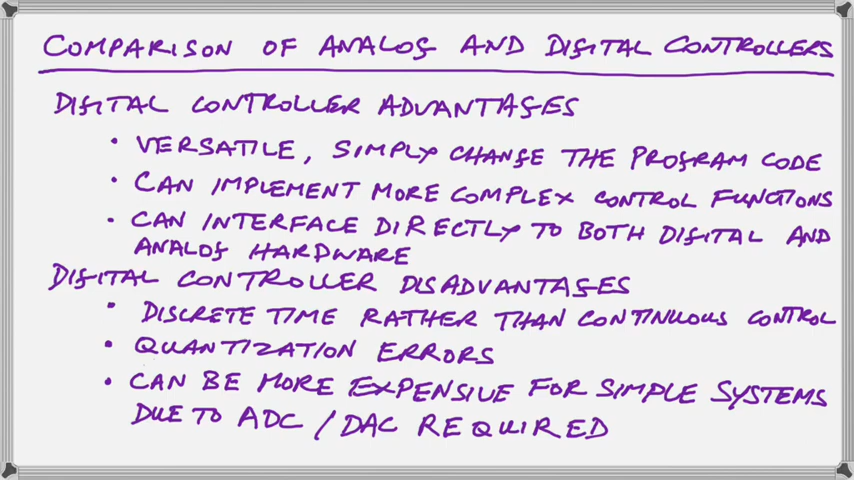 COMPARISON OF ANALOG AND DIGITAL CONTROLLERS
DIGITAL CONTROLLER ADVANTAGES
• VERSATILE, SIMPLY CHANGE THE PROGRAM CODE
• CAN IMPLEMENT MORE COMPLEX CONTROL FUNCTIONS
• CAN INTERFACE DIRECTLY TO BOTH DIGITAL AND
ANALOG HARDWARE
DIGITAL CONTROLLER DISADVANTAGES
• DISCRETE TIME RATHER THAN CONTINUOUS CONTROL
• QUANTIZATION ERRORS
• CAN BE MORE EXPENSIVE FOR SIMPLE SYSTEMS
DUE TO ADC / DAC REQUIRED